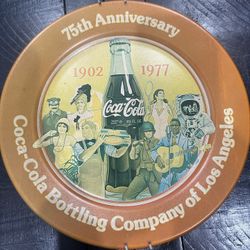 75th Anniversary
1902 1977
Coca-Cola
Coca-Cola Bottling Company of Los Angeles